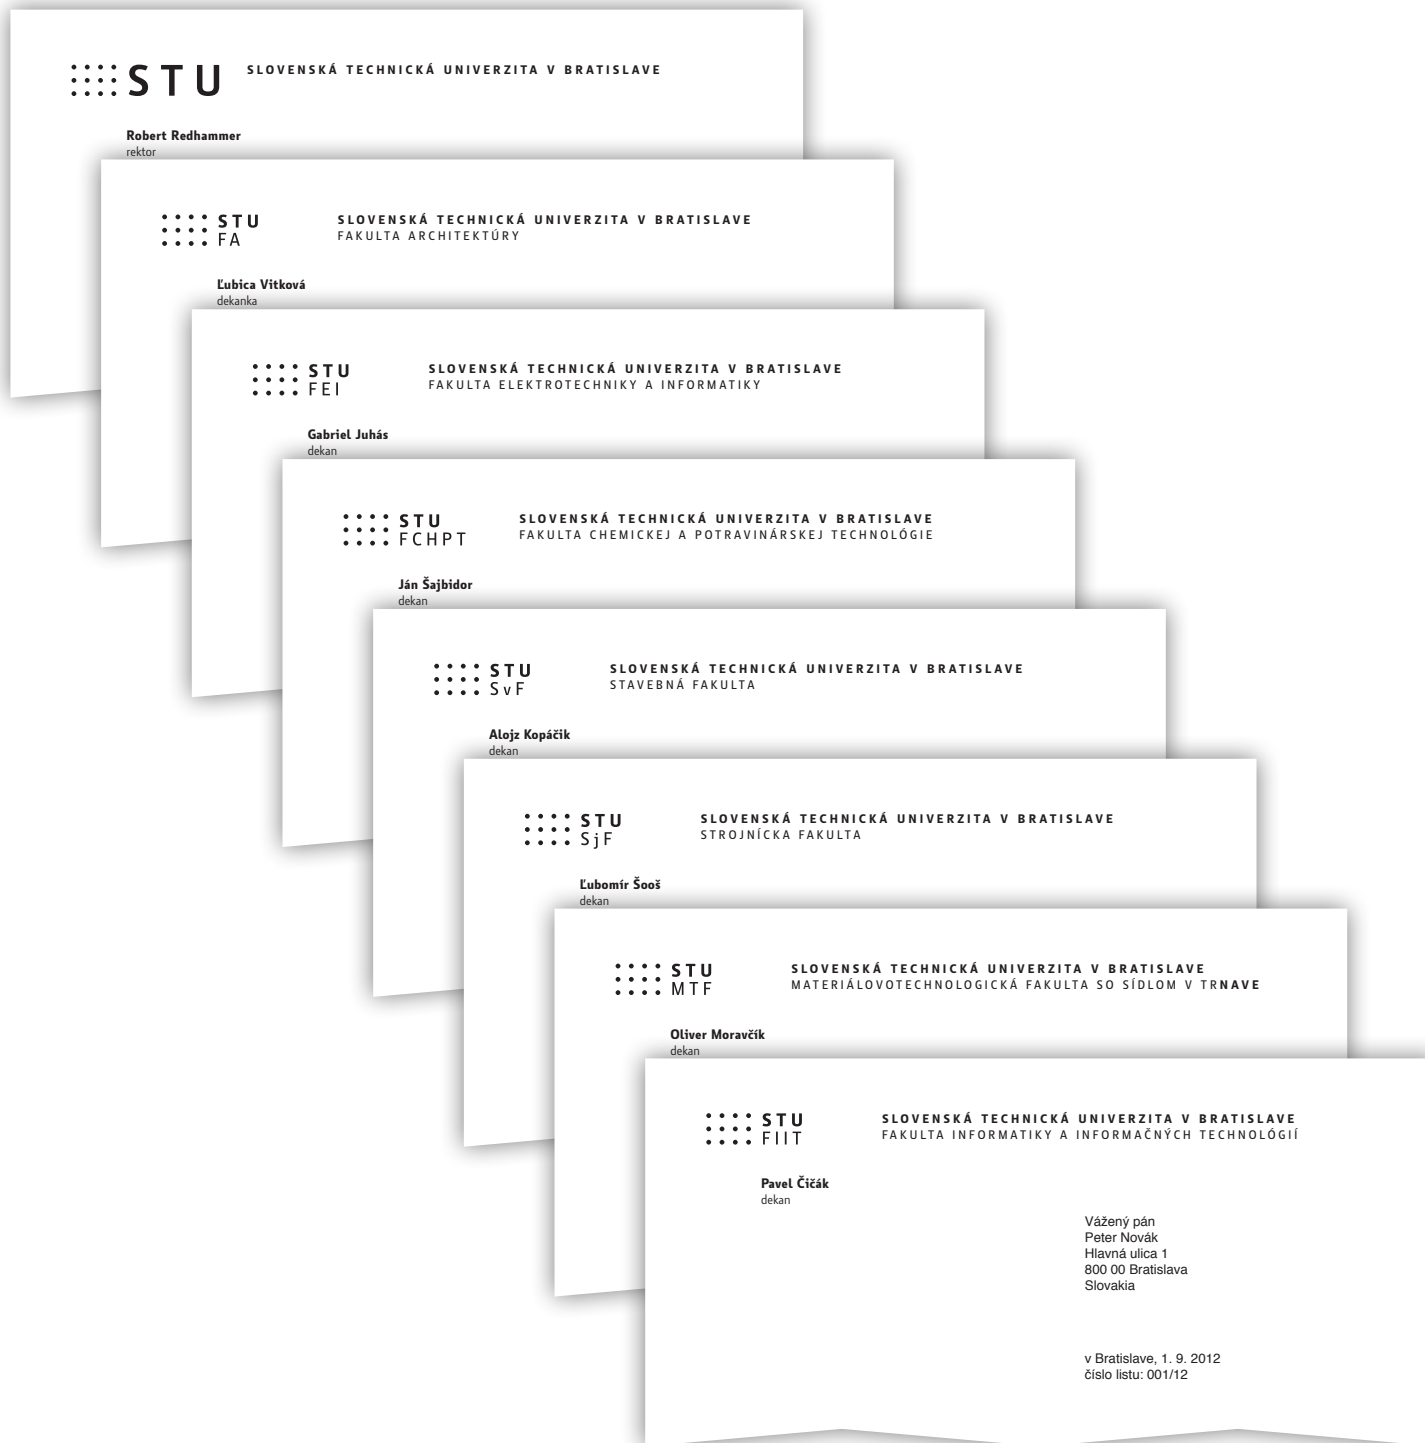 STU SLOVENSKÁ TECHNICKÁ UNIVERZITA V BRATISLAVE
Robert Redhammer
rektor
STU SLOVENSKÁ TECHNICKÁ UNIVERZITA V BRATISLAVE
FA FAKULTA ARCHITEKTÚRY
Ľubica Vitková
dekanka
STU SLOVENSKÁ TECHNICKÁ UNIVERZITA V BRATISLAVE
FEI FAKULTA ELEKTROTECHNIKY A INFORMATIKY
Gabriel Juhás
dekan
STU SLOVENSKÁ TECHNICKÁ UNIVERZITA V BRATISLAVE
FCHPT FAKULTA CHEMICKEJ A POTRAVINÁRSKEJ TECHNOLÓGIE
Ján Šajbidor
dekan
STU SLOVENSKÁ TECHNICKÁ UNIVERZITA V BRATISLAVE
SvF STAVEBNÁ FAKULTA
Alojz Kopáčik
dekan
STU SLOVENSKÁ TECHNICKÁ UNIVERZITA V BRATISLAVE
SjF STROJNÍCKA FAKULTA
Ľubomír Šooš
dekan
STU SLOVENSKÁ TECHNICKÁ UNIVERZITA V BRATISLAVE
MTF MATERIÁLOVOTECHNOLOGICKÁ FAKULTA SO SÍDLOM V TRNAVE
Oliver Moravčík
dekan
STU SLOVENSKÁ TECHNICKÁ UNIVERZITA V BRATISLAVE
FIIT FAKULTA INFORMATIKY A INFORMAČNÝCH TECHNOLÓGIÍ
Pavel Čičák
dekan
Vážený pán
Peter Novák
Hlavná ulica 1
800 00 Bratislava
Slovakia
v Bratislave, 1. 9. 2012
číslo listu: 001/12